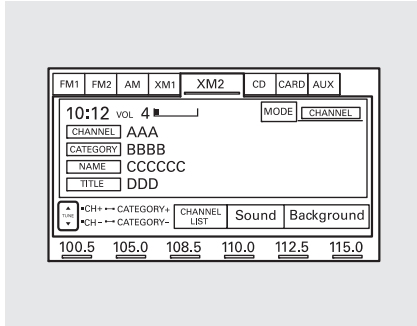 FM1 FM2 AM XM1 XM2 CD CARD AUX
10:12 VOL 4 MODE CHANNEL
CHANNEL AAA
CATEGORY BBBB
NAME CCCCCC
TITLE DDD
TUNE CH+ CATEGORY+ CHANNEL LIST Sound Background
CH- CATEGORY-
100.5 105.0 108.5 110.0 112.5 115.0